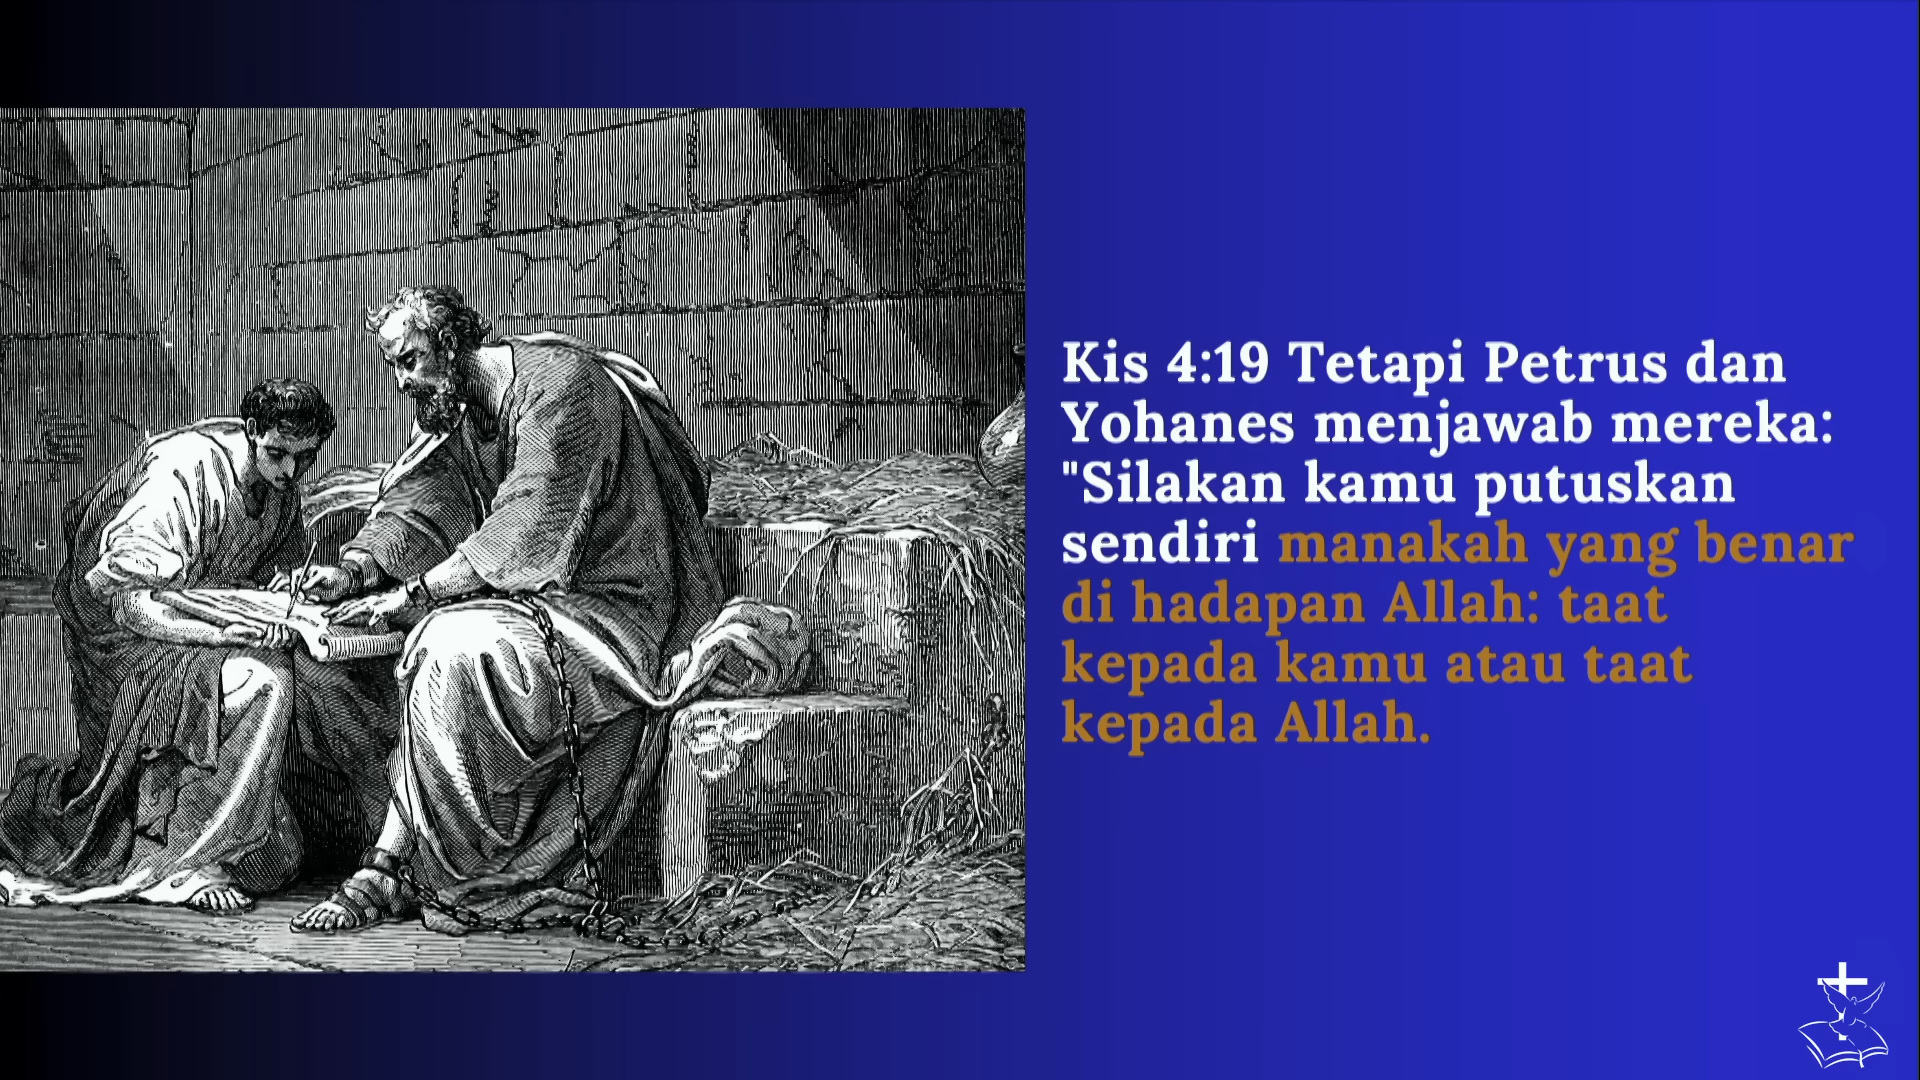 Kis 4:19 Tetapi Petrus dan
Yohanes menjawab mereka:
"Silakan kamu putuskan
sendiri manakah yang benar
di hadapan Allah: taat
kepada kamu atau taat
kepada Allah.